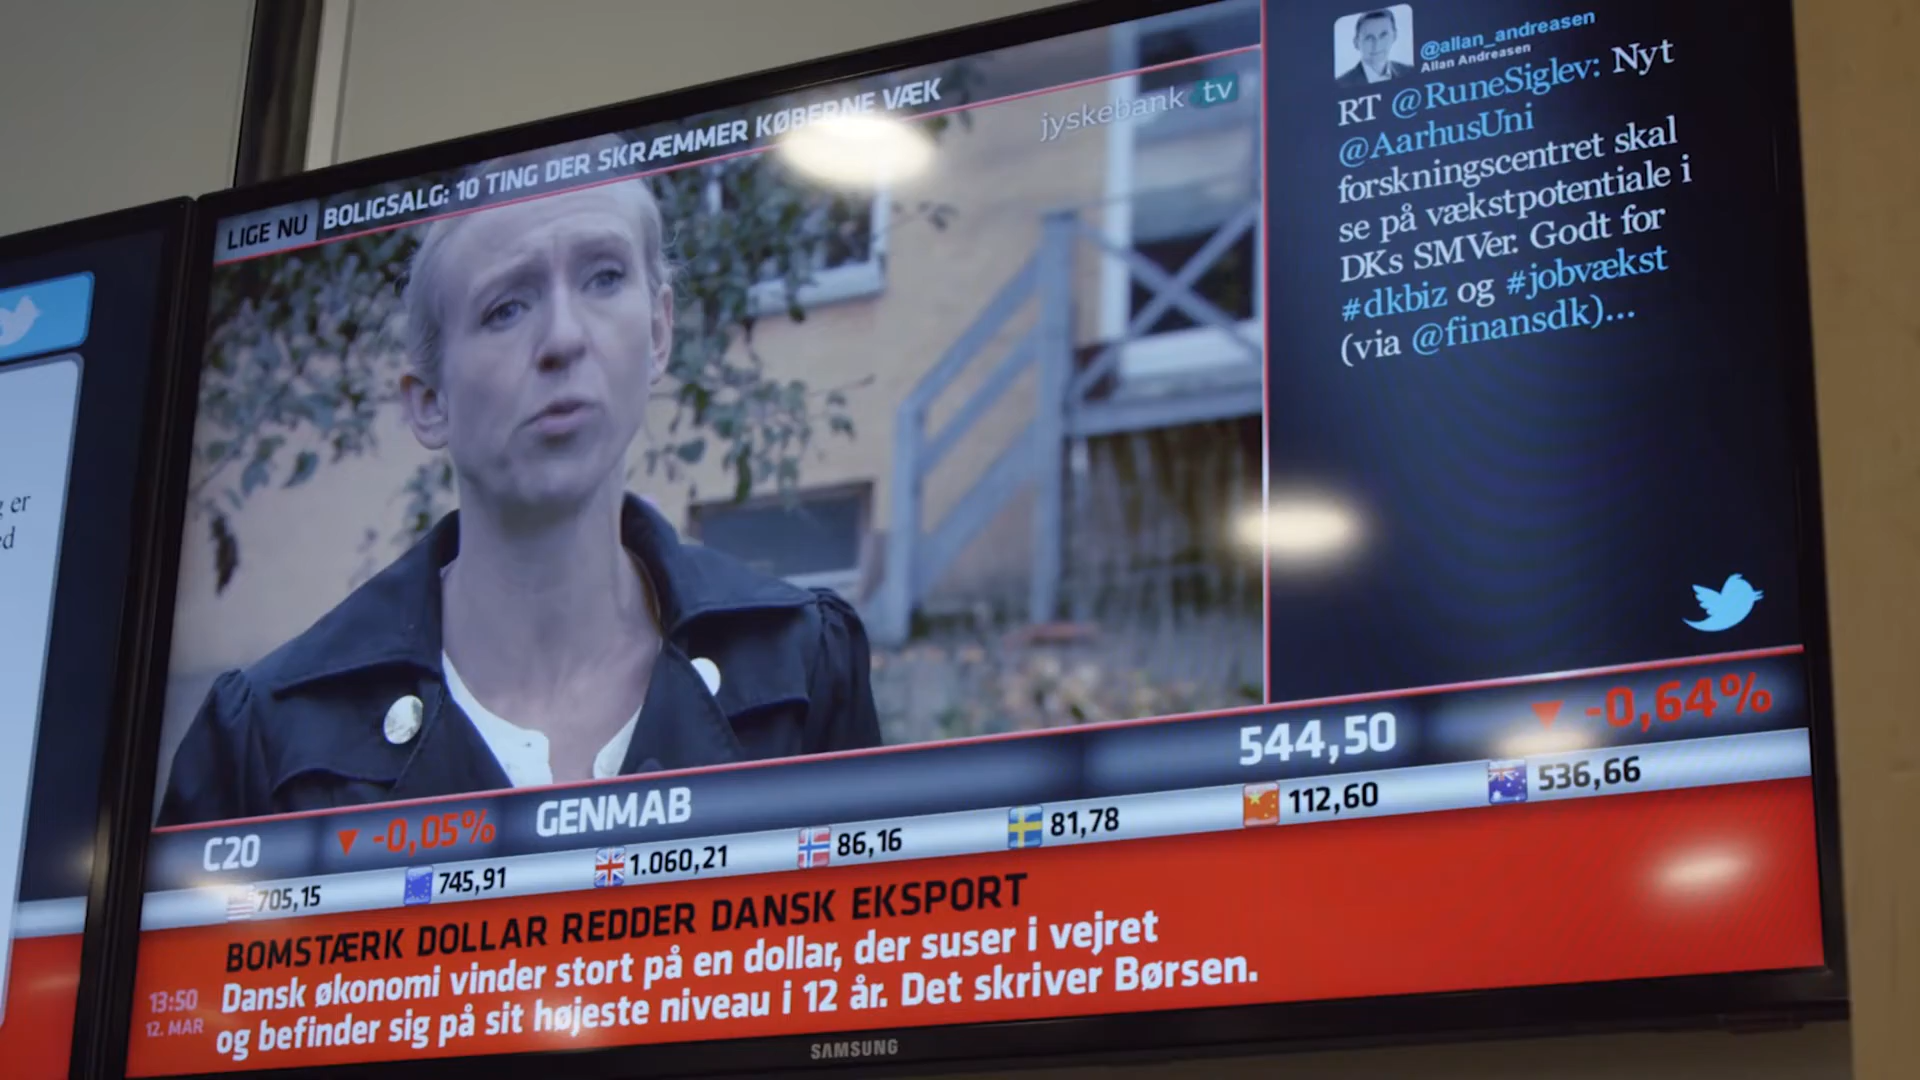 LIGE NU BOLIGSALG: 10 TING DER SKRÆMMER KØBERNE VÆK
jyskebank tv
@allan_andreasen
Allan Andreasen
RT @RuneSiglev: Nyt
@AarhusUni
forskningscentret skal
se på vækstpotentiale i
DKs SMVer. Godt for
#dkbiz og #jobvækst
(via @finansdk)...
er
C20 -0,05% GENMAB 544,50 -0,64%
705,15 745,91 1.060,21 86,16 81,78 112,60 536,66
BOMSTÆRK DOLLAR REDDER DANSK EKSPORT
Dansk økonomi vinder stort på en dollar, der suser i vejret
og befinder sig på sit højeste niveau i 12 år. Det skriver Børsen.
13:50
12. MAR
SAMSUNG